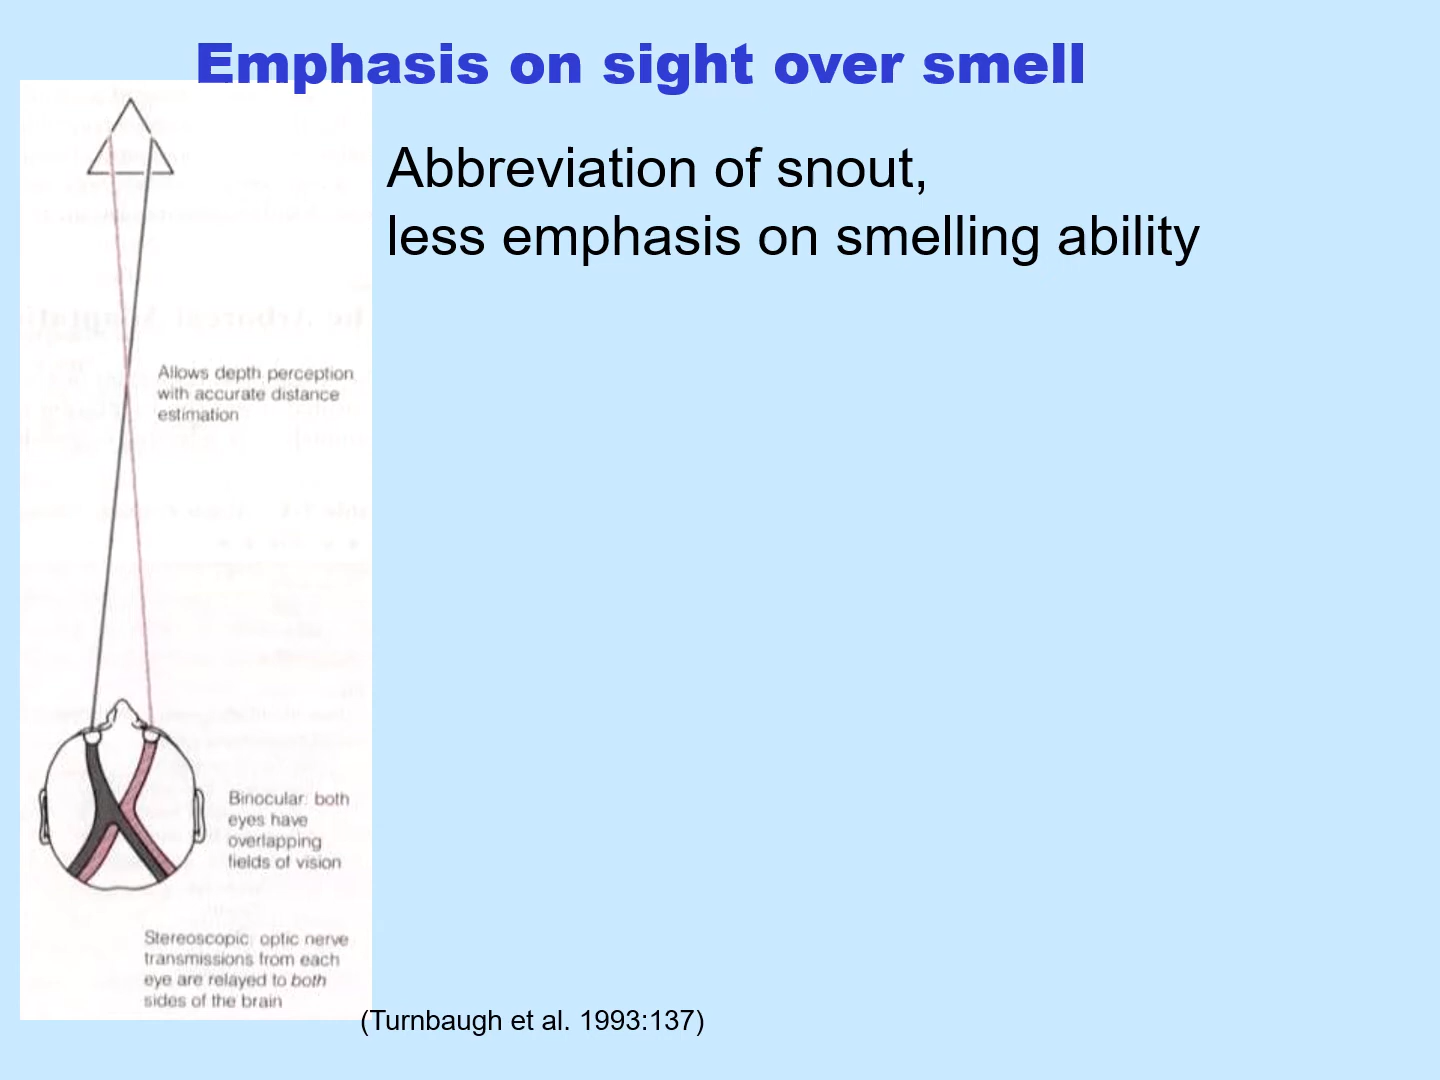 Emphasis on sight over smell
Abbreviation of snout,
less emphasis on smelling ability
Allows depth perception
with accurate distance
estimation
Binocular: both
eyes have
overlapping
fields of vision
Stereoscopic: optic nerve
transmissions from each
eye are relayed to both
sides of the brain
(Turnbaugh et al. 1993:137)